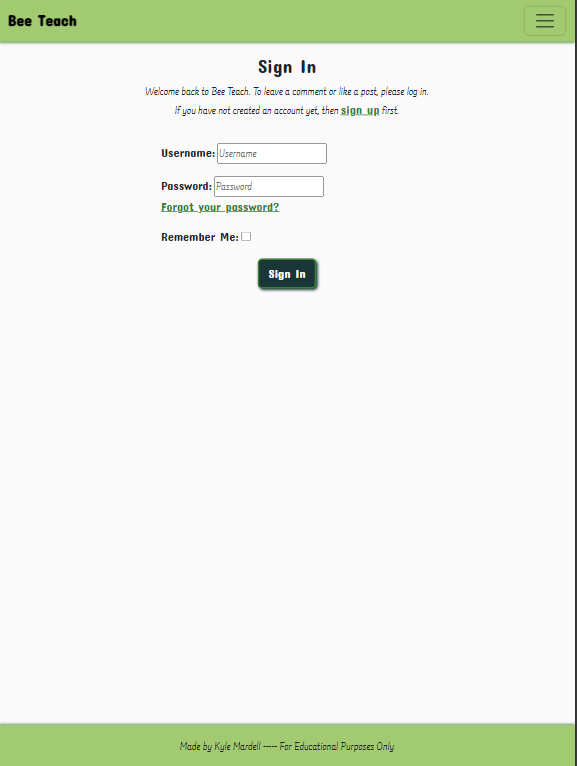 Bee Teach
Sign In
Welcome back to Bee Teach. To leave a comment or like a post, please log in.
If you have not created an account yet, then sign up first.
Username: Username
Password: Password
Forgot your password?
Remember Me:
Sign In
Made by Kyle Mardell ----- For Educational Purposes Only